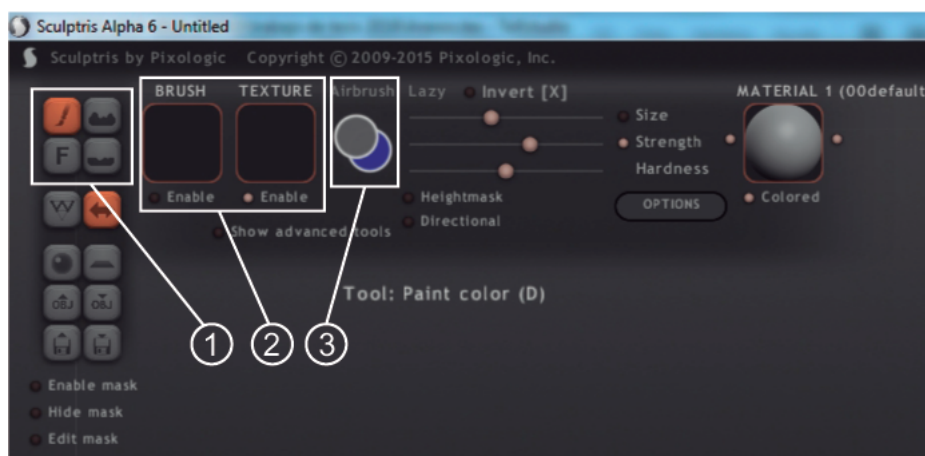 Sculptris Alpha 6 - Untitled
Sculptris by Pixologic Copyright © 2009-2015 Pixologic, Inc.
BRUSH TEXTURE Airbrush Lazy Invert [X] MATERIAL 1 (00default
Size
Strength
F
Hardness
Enable Enable Heightmask OPTIONS Colored
W
Show advanced tools Directional
Tool: Paint color (D)
OBJ OBJ
1 2 3
Enable mask
Hide mask
Edit mask